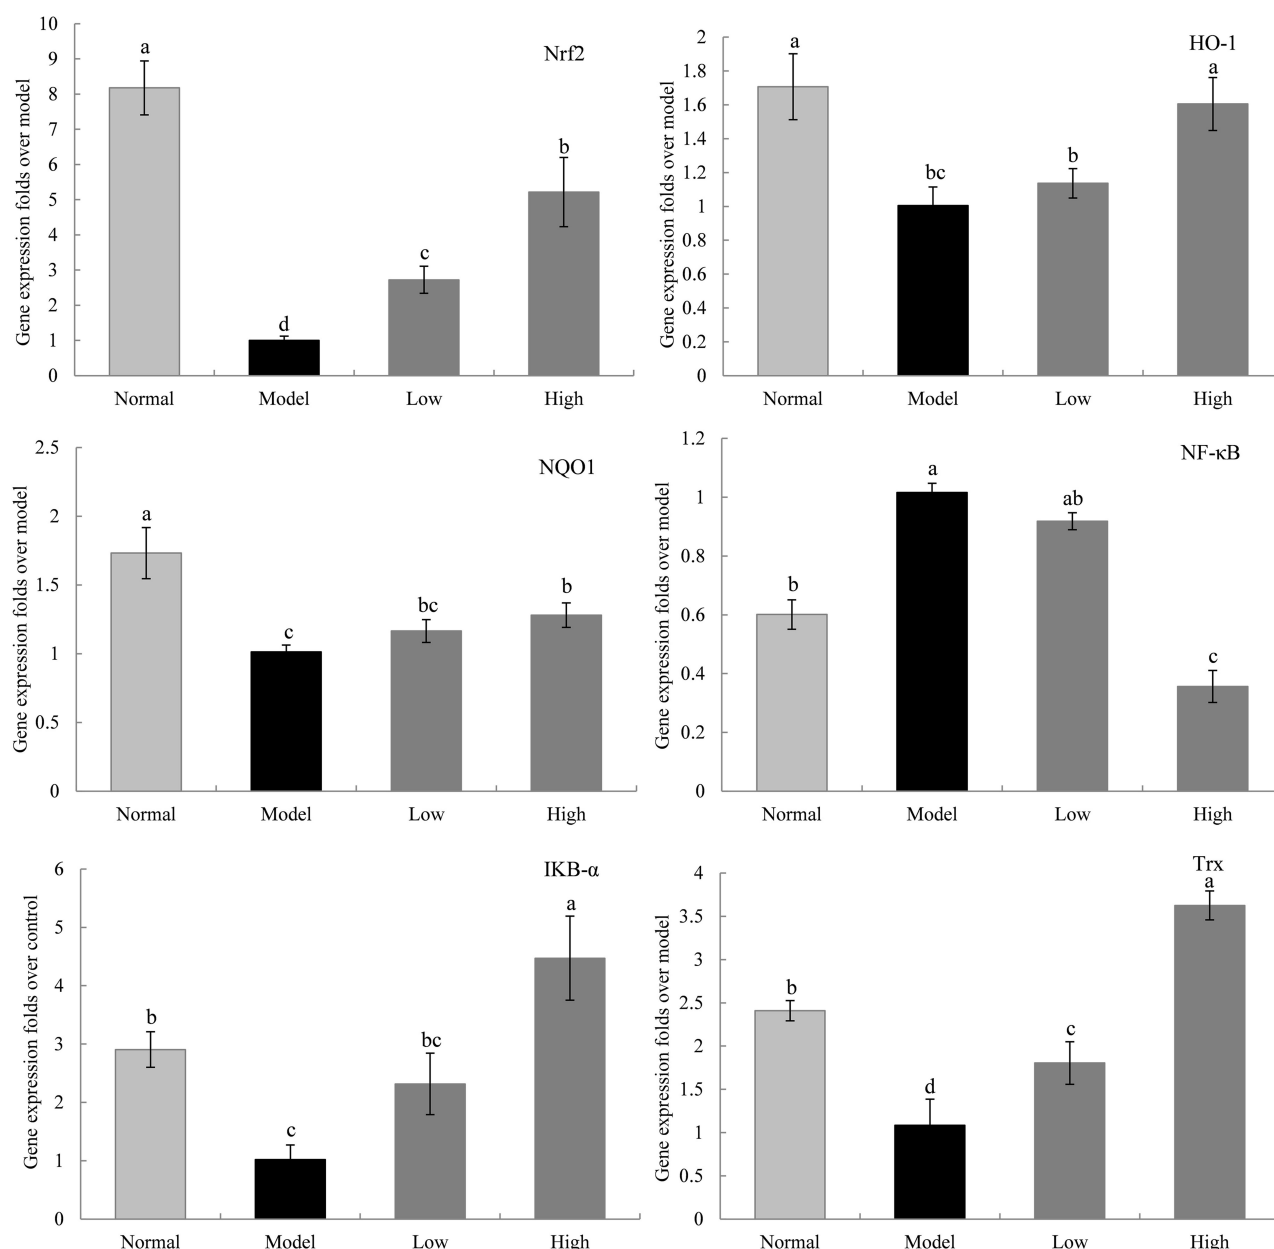 Nrf2
Gene expression folds over model
10
9
8
7
6
5
4
3
2
1
0
a
d
c
b
Normal Model Low High
HO-1
Gene expression folds over model
2
1.8
1.6
1.4
1.2
1
0.8
0.6
0.4
0.2
0
a
bc
b
a
Normal Model Low High
NQO1
Gene expression folds over model
2.5
2
1.5
1
0.5
0
a
c
bc
b
Normal Model Low High
NF-κB
Gene expression folds over model
1.2
1
0.8
0.6
0.4
0.2
0
b
a
ab
c
Normal Model Low High
IKB-α
Gene expression folds over control
6
5
4
3
2
1
0
b
c
bc
a
Normal Model Low High
Trx
Gene expression folds over model
4
3.5
3
2.5
2
1.5
1
0.5
0
b
d
c
a
Normal Model Low High